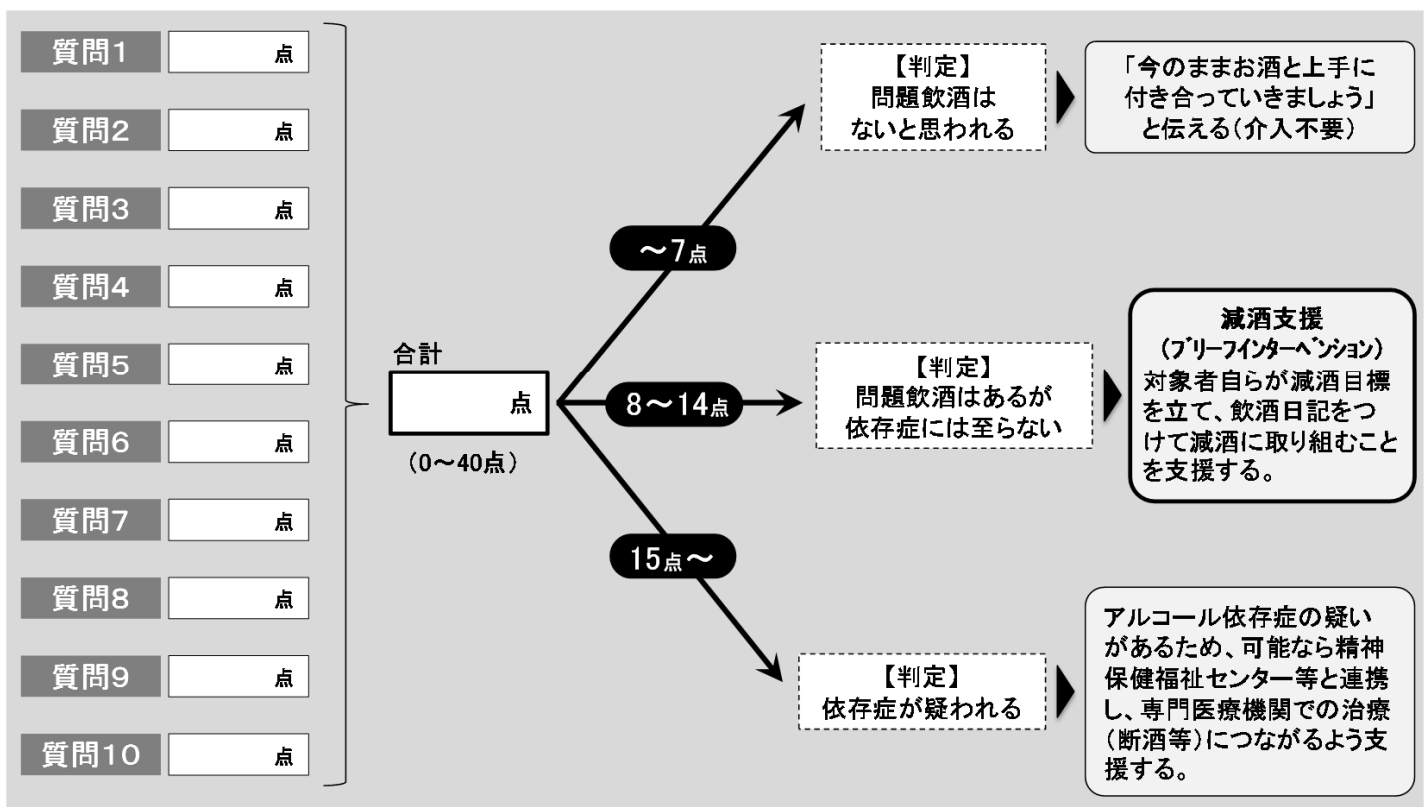 質問1 点
質問2 点
質問3 点
質問4 点
質問5 点
質問6 点
質問7 点
質問8 点
質問9 点
質問10 点
合計
点
(0~40点)
~7点
8~14点
15点~
【判定】
問題飲酒は
ないと思われる
「今のままお酒と上手に
付き合っていきましょう」
と伝える(介入不要)
【判定】
問題飲酒はあるが
依存症には至らない
減酒支援
(ブリーフインターベンション)
対象者自らが減酒目標
を立て、飲酒日記をつ
けて減酒に取り組むこと
を支援する。
【判定】
依存症が疑われる
アルコール依存症の疑い
があるため、可能なら精神
保健福祉センター等と連携
し、専門医療機関での治療
(断酒等)につながるよう支
援する。